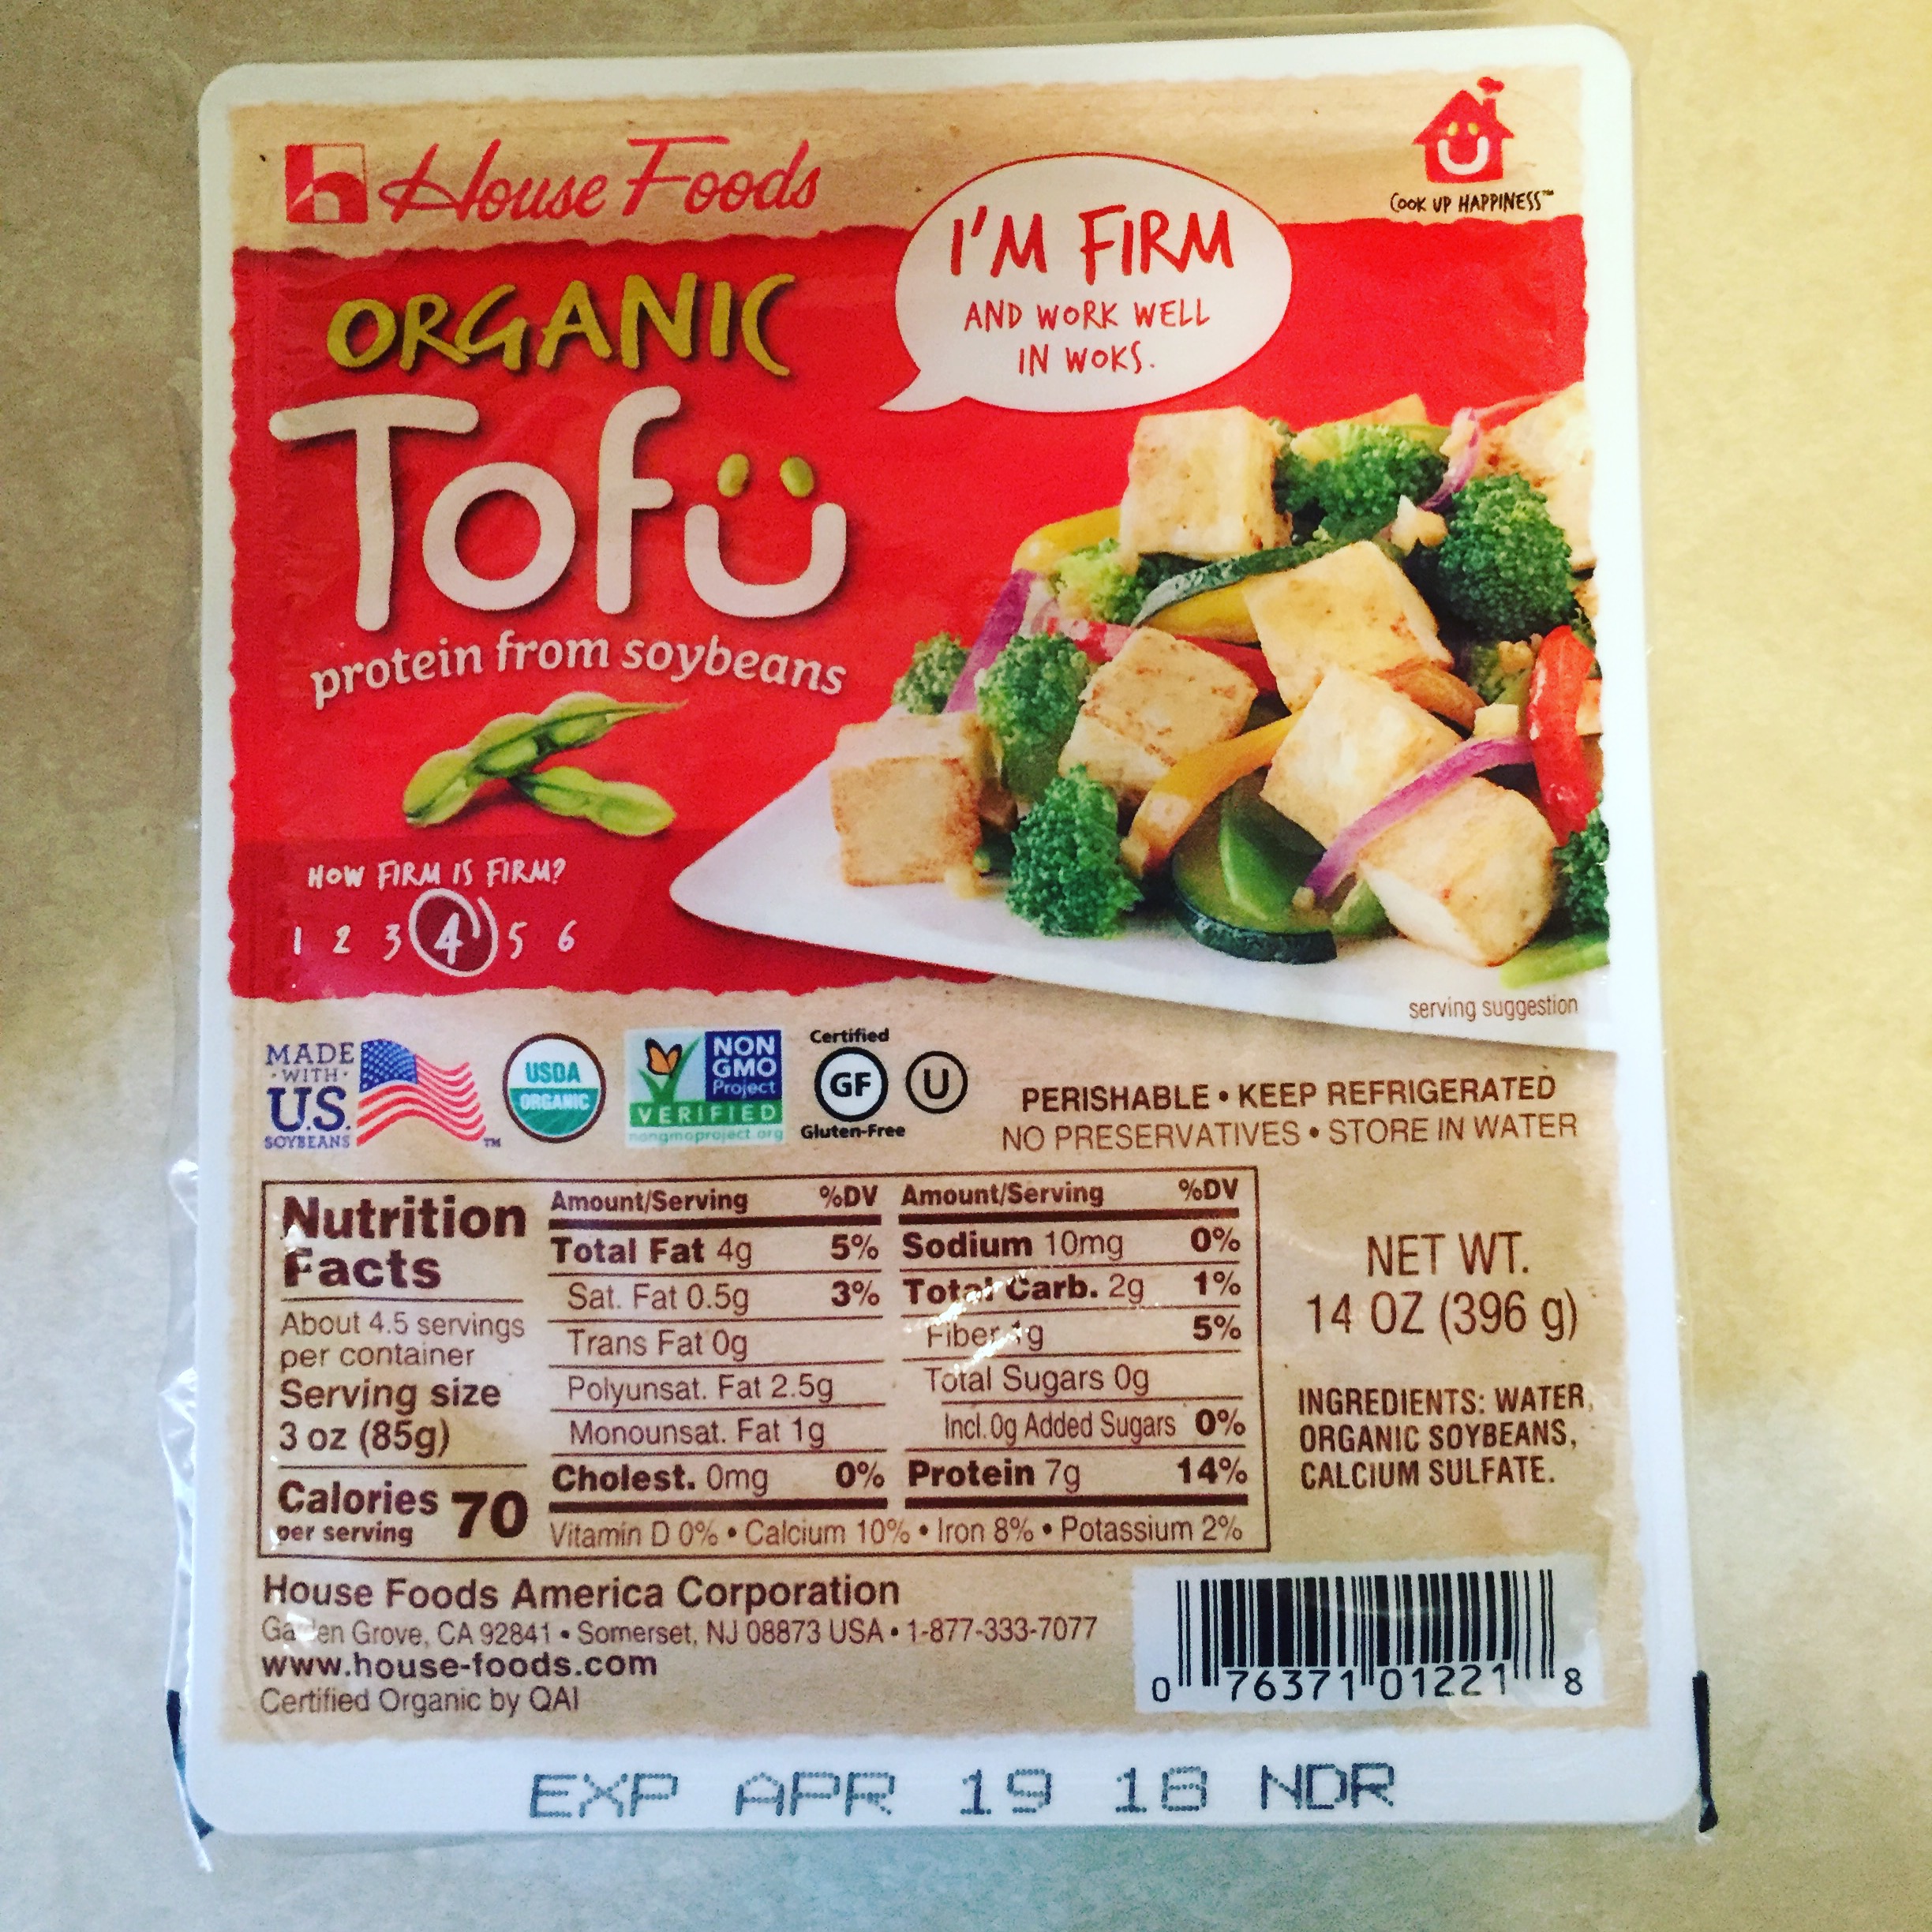 h House Foods
COOK UP HAPPINESS™
I'M FIRM
AND WORK WELL
IN WOKS.
ORGANIC
Tofü
protein from soybeans
HOW FIRM IS FIRM?
1 2 3 4 5 6
serving suggestion
MADE
·WITH·
U.S.
SOYBEANS
TM
USDA
ORGANIC
NON
GMO
Project
VERIFIED
nongmoproject.org
Certified
GF
Gluten-Free
U
PERISHABLE • KEEP REFRIGERATED
NO PRESERVATIVES • STORE IN WATER
Nutrition
Facts
About 4.5 servings
per container
Serving size
3 oz (85g)
Calories 70
per serving
Amount/Serving %DV
Total Fat 4g 5%
Sat. Fat 0.5g 3%
Trans Fat 0g
Polyunsat. Fat 2.5g
Monounsat. Fat 1g
Cholest. 0mg 0%
Amount/Serving %DV
Sodium 10mg 0%
Total Carb. 2g 1%
Fiber 1g 5%
Total Sugars 0g
Incl. 0g Added Sugars 0%
Protein 7g 14%
Vitamin D 0% • Calcium 10% • Iron 8% • Potassium 2%
NET WT.
14 OZ (396 g)
INGREDIENTS: WATER,
ORGANIC SOYBEANS,
CALCIUM SULFATE.
House Foods America Corporation
Garden Grove, CA 92841 • Somerset, NJ 08873 USA • 1-877-333-7077
www.house-foods.com
Certified Organic by QAI
0 76371 01221 8
EXP APR 19 18 NDR